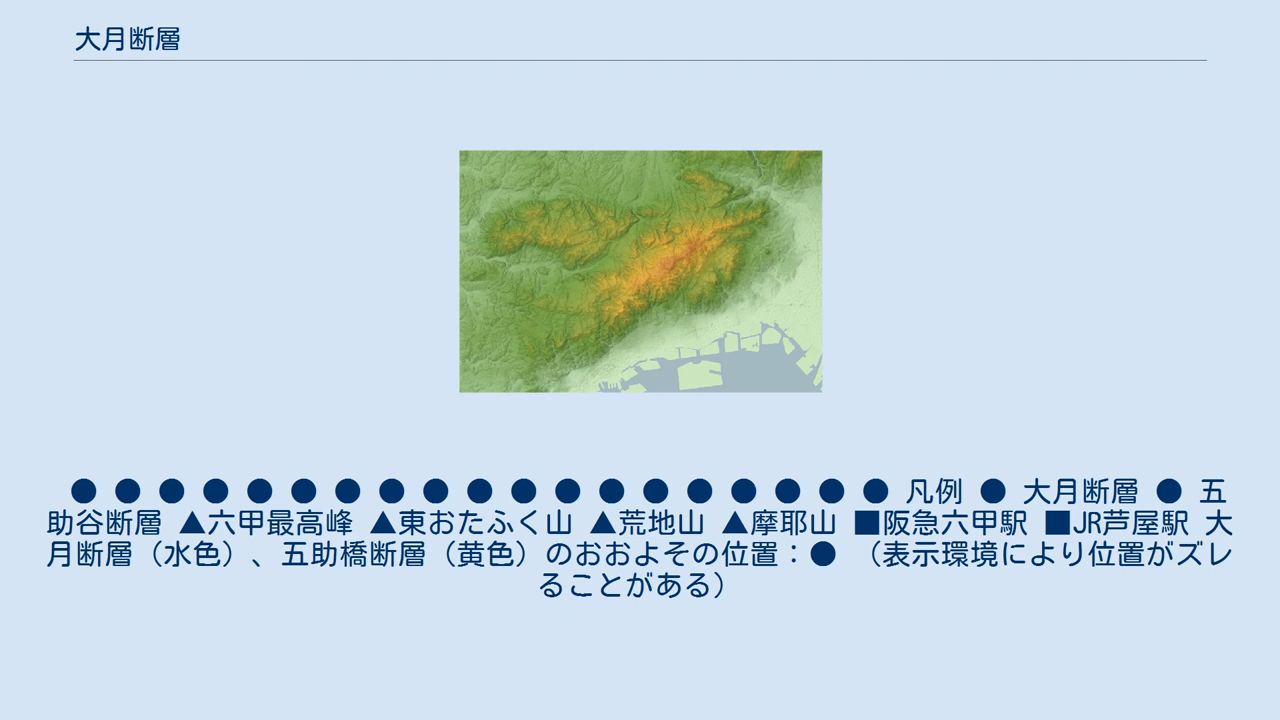 大月断層
● ● ● ● ● ● ● ● ● ● ● ● ● ● ● ● ● ● ● 凡例 ● 大月断層 ● 五
助谷断層 ▲六甲最高峰 ▲東おたふく山 ▲荒地山 ▲摩耶山 ■阪急六甲駅 ■JR芦屋駅 大
月断層（水色）、五助橋断層（黄色）のおおよその位置：● （表示環境により位置がズレ
ることがある）